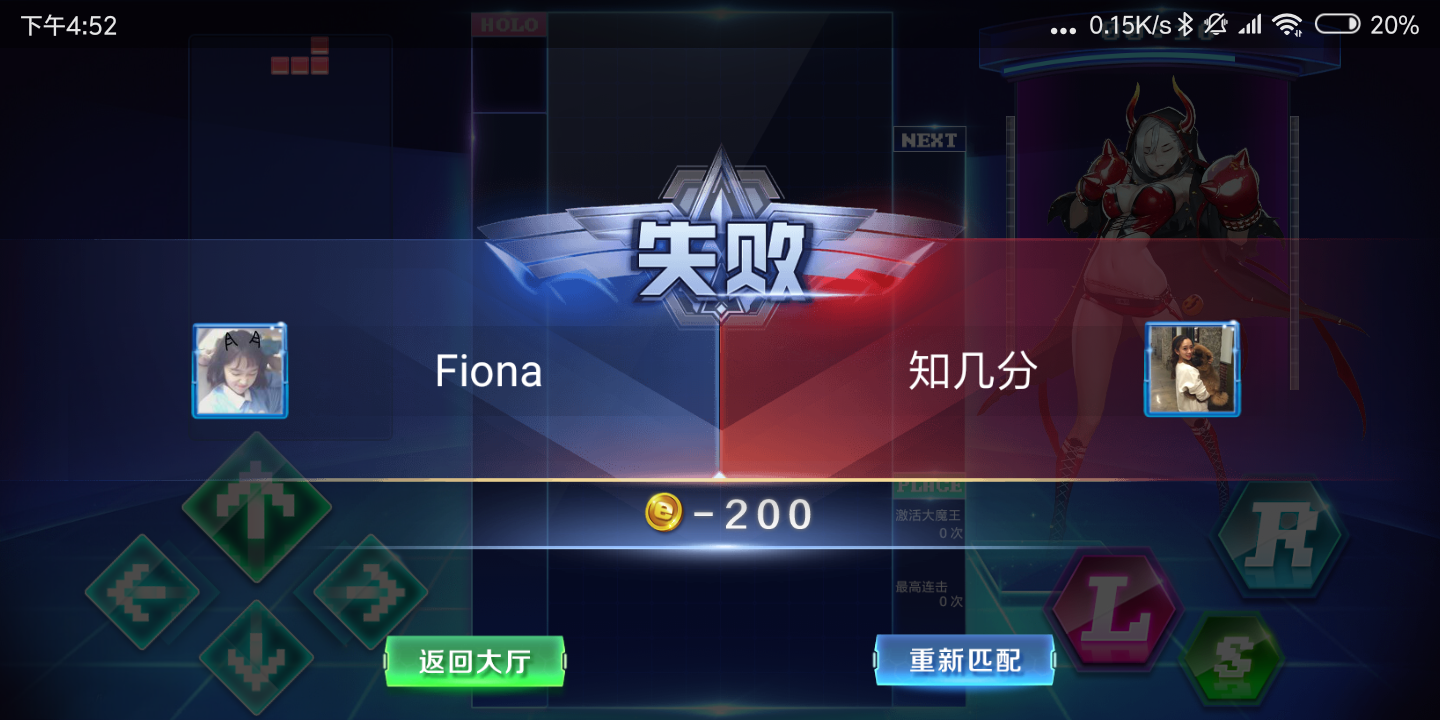 下午4:52
... 0.15K/s 20%
HOLD
NEXT
失败
Fiona
知几分
-200
PLACE
激活大魔王
0 次
最高连击
0 次
返回大厅
重新匹配
R
L
S